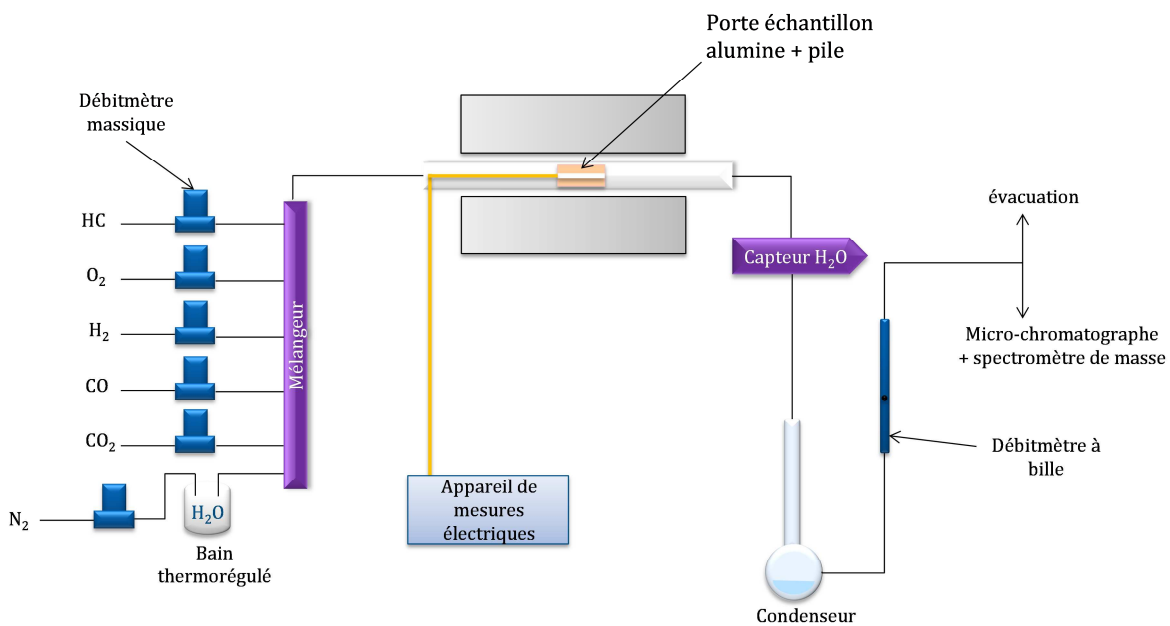 Porte échantillon
alumine + pile
Débitmètre
massique
HC
O₂
H₂
CO
CO₂
N₂
H₂O
Bain
thermorégulé
Mélangeur
Appareil de
mesures
électriques
Capteur H₂O
Condenseur
évacuation
Micro-chromatographe
+ spectromètre de masse
Débitmètre à
bille